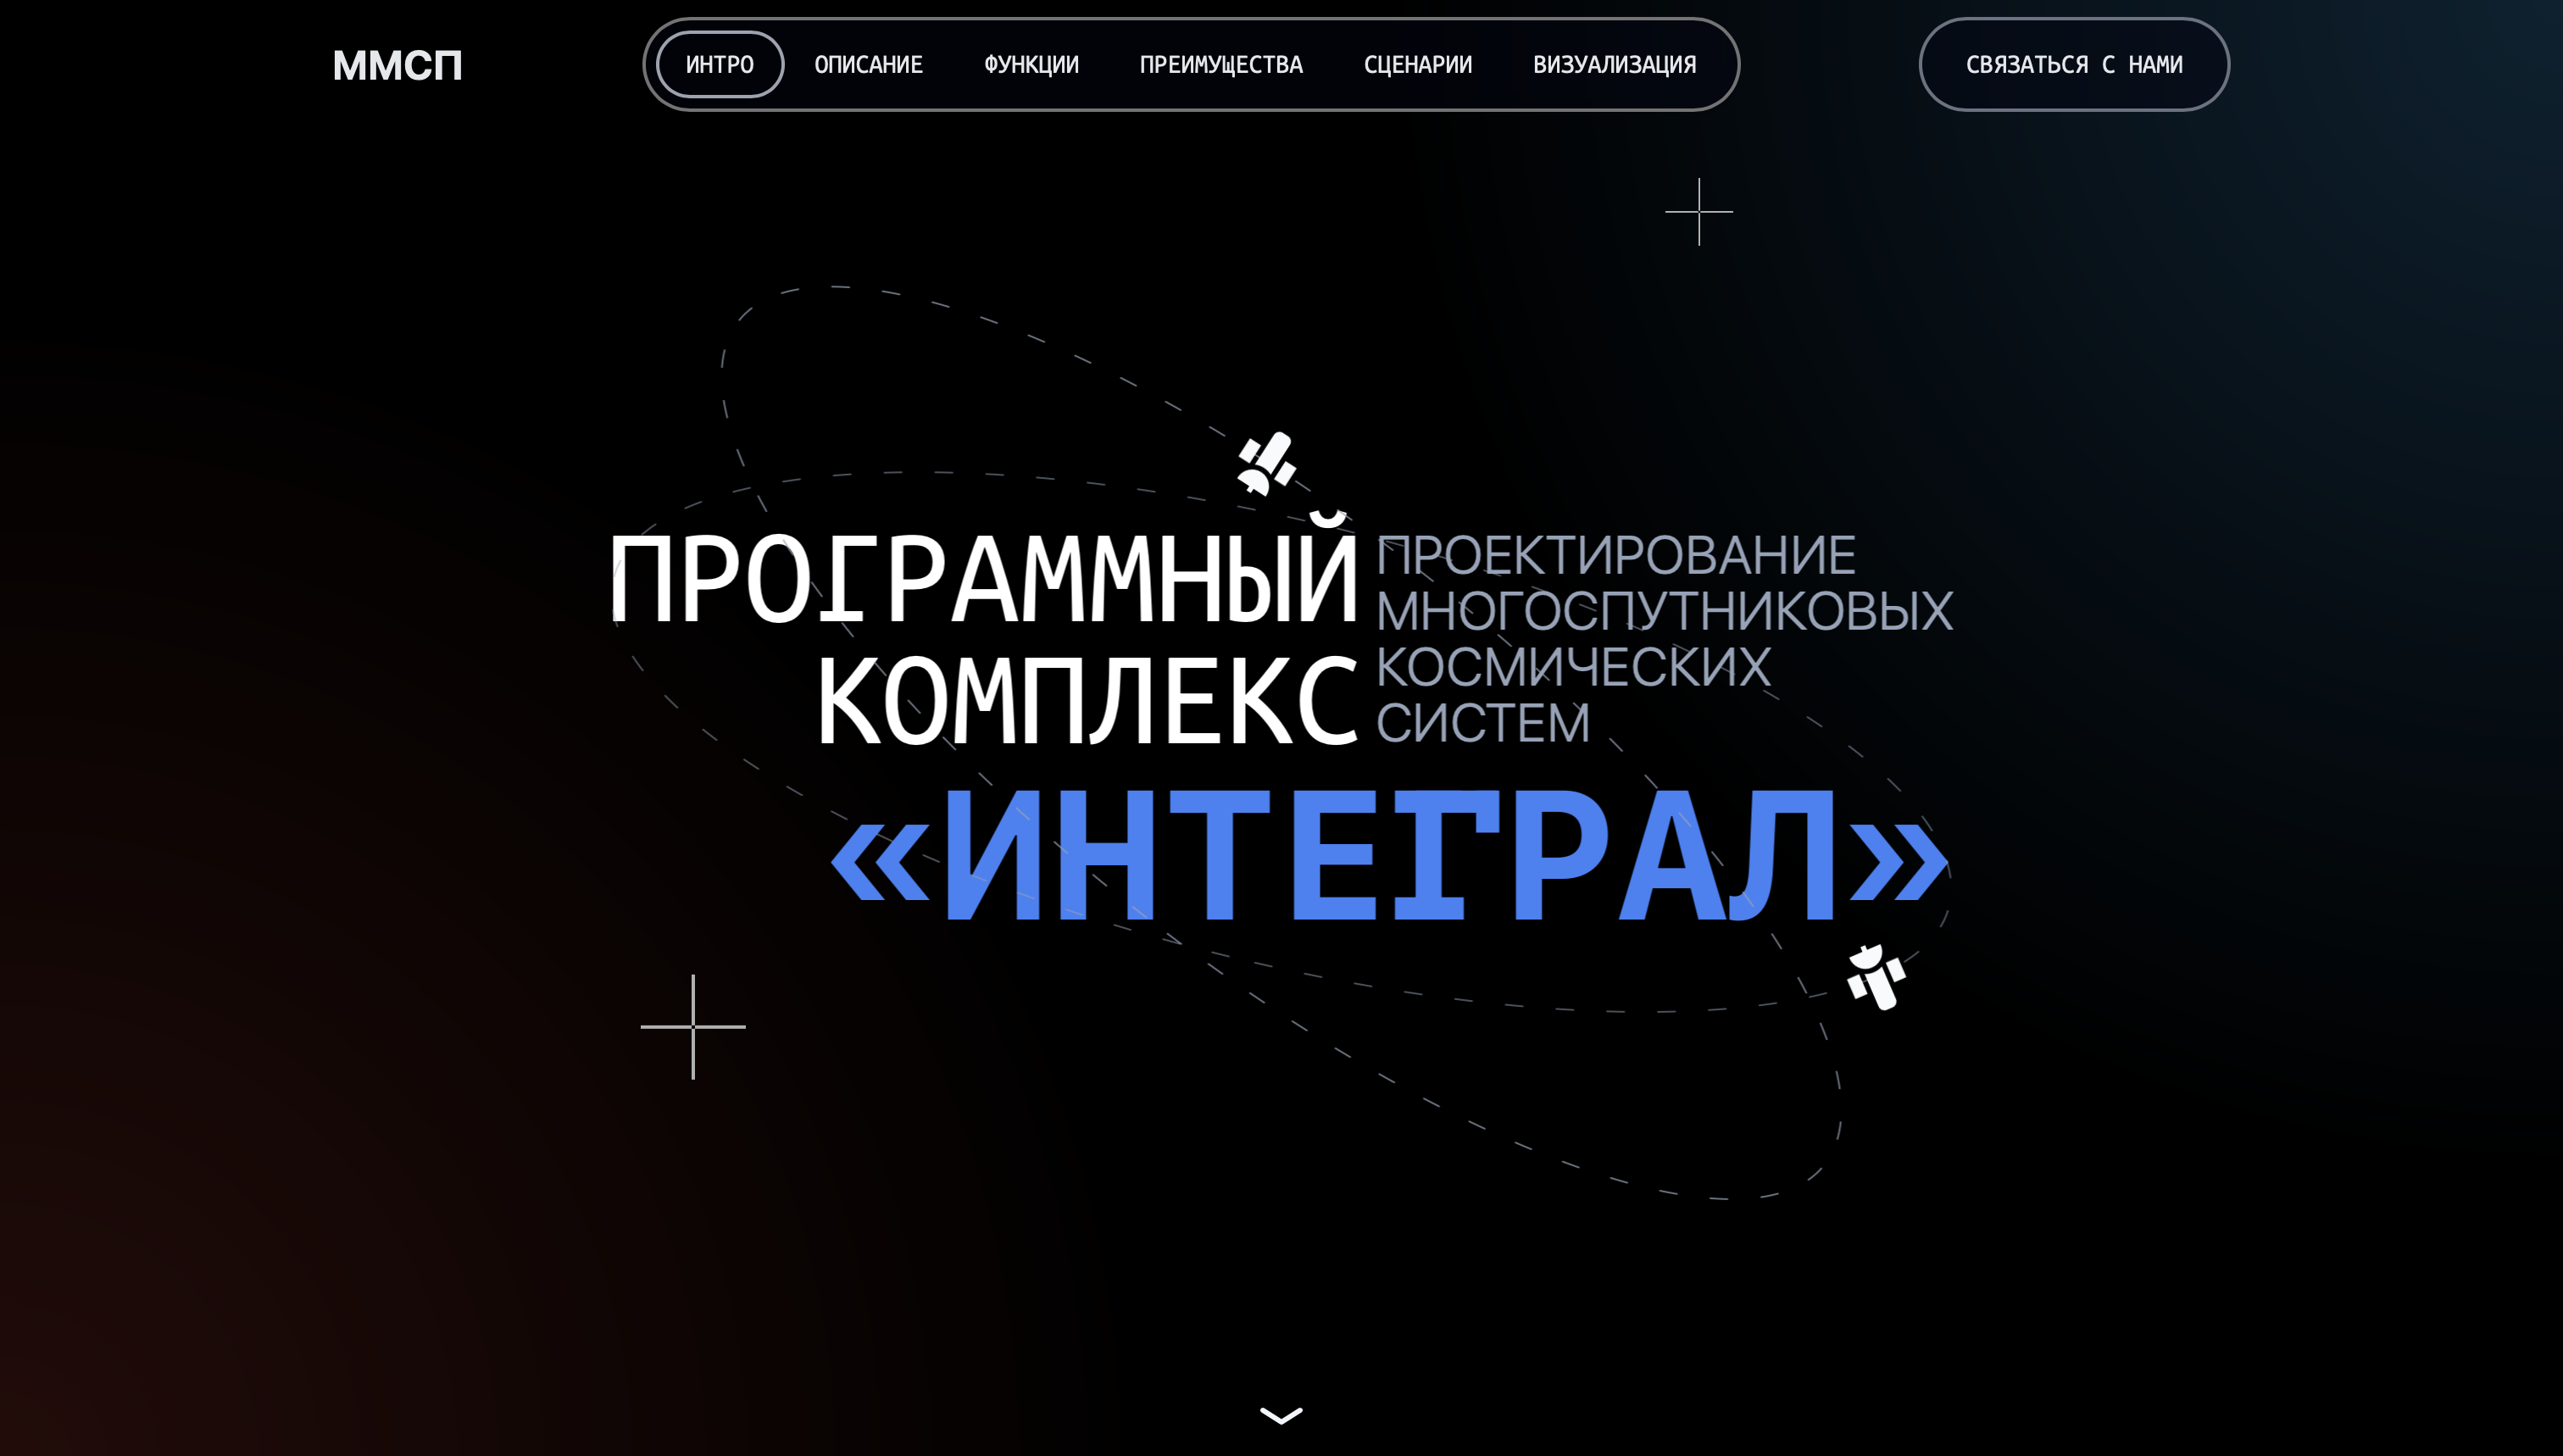 ММСП
ИНТРО
ОПИСАНИЕ
ФУНКЦИИ
ПРЕИМУЩЕСТВА
СЦЕНАРИИ
ВИЗУАЛИЗАЦИЯ
СВЯЗАТЬСЯ С НАМИ
ПРОГРАММНЫЙ
КОМПЛЕКС
ПРОЕКТИРОВАНИЕ
МНОГОСПУТНИКОВЫХ
КОСМИЧЕСКИХ
СИСТЕМ
«ИНТЕГРАЛ»